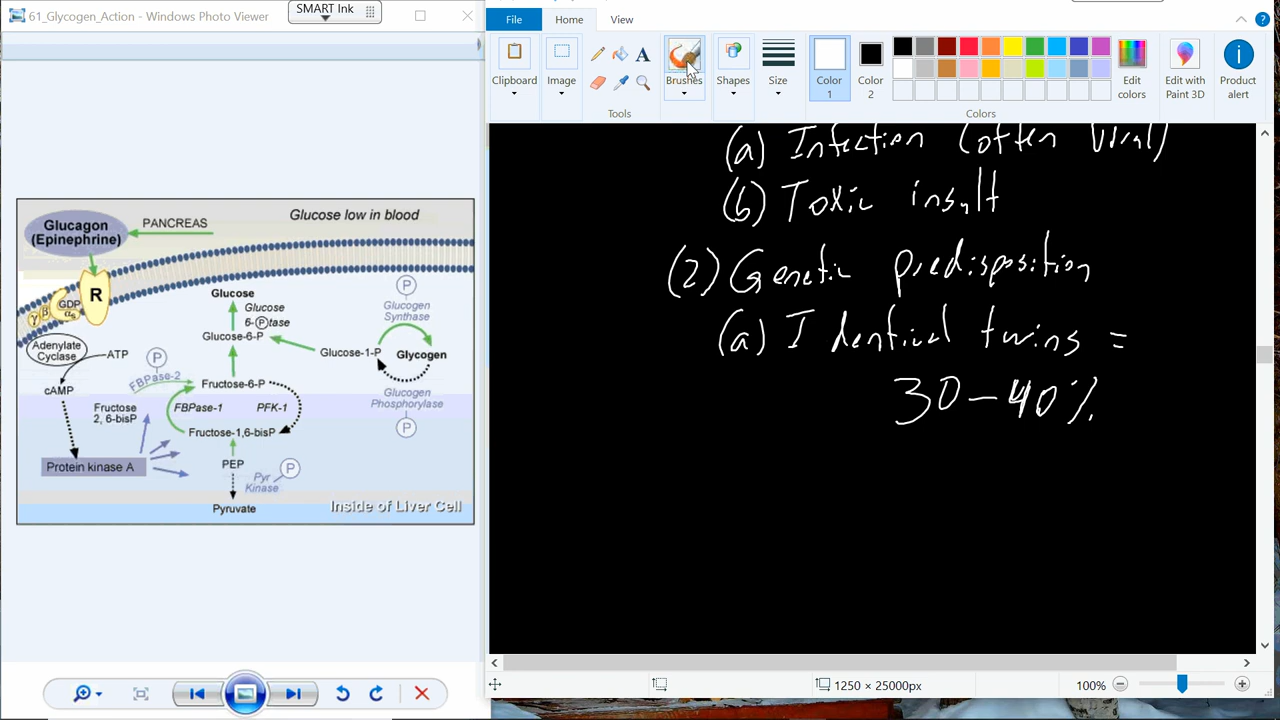 61_Glycogen_Action - Windows Photo Viewer
SMART Ink
File Home View
Clipboard
Image
Tools
Brushes
Shapes
Size
Color 1
Color 2
Edit colors
Edit with Paint 3D
Product alert
Colors
Glucagon (Epinephrine)
PANCREAS
Glucose low in blood
R
GDP
γ β αs
Adenylate Cyclase
ATP
cAMP
Protein kinase A
P
FBPase-2
Fructose 2, 6-bisP
Glucose
Glucose 6-Ptase
Glucose-6-P
Fructose-6-P
FBPase-1
PFK-1
Fructose-1,6-bisP
PEP
P
Pyr Kinase
Pyruvate
Glucose-1-P
P
Glucogen Synthase
Glycogen
Glucogen Phosphorylase
P
Inside of Liver Cell
(a) Infection (often viral)
(b) Toxic insult
(2) Genetic predisposition
(a) Identical twins =
30-40%
1250 × 25000px
100%